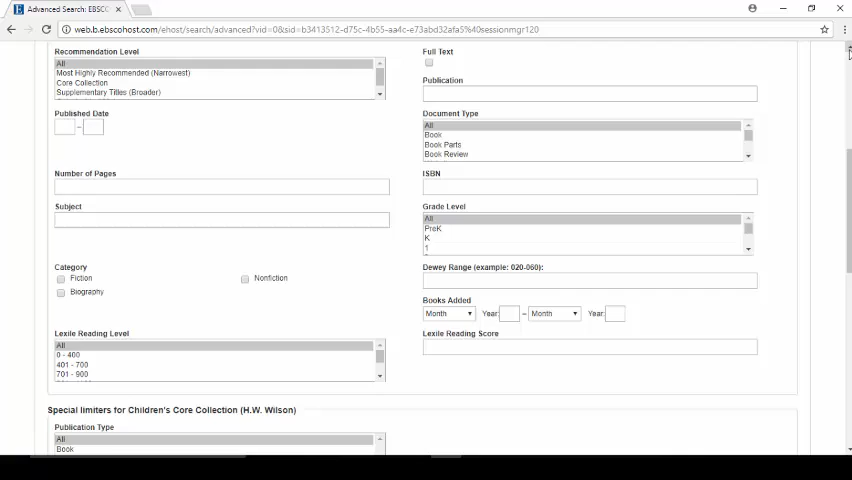 Advanced Search: EBSC
web.b.ebscohost.com/ehost/search/advanced?vid=0&sid=b3413512-d75c-4b55-aa4c-e73abd32afa5%40sessionmgr120
Recommendation Level
All
Most Highly Recommended (Narrowest)
Core Collection
Supplementary Titles (Broader)
Full Text
Publication
Published Date
–
Document Type
All
Book
Book Parts
Book Review
Number of Pages
ISBN
Subject
Grade Level
All
PreK
K
1
Category
Fiction
Nonfiction
Biography
Dewey Range (example: 020-060):
Books Added
Month Year: – Month Year:
Lexile Reading Level
All
0 - 400
401 - 700
701 - 900
Lexile Reading Score
Special limiters for Children's Core Collection (H.W. Wilson)
Publication Type
All
Book